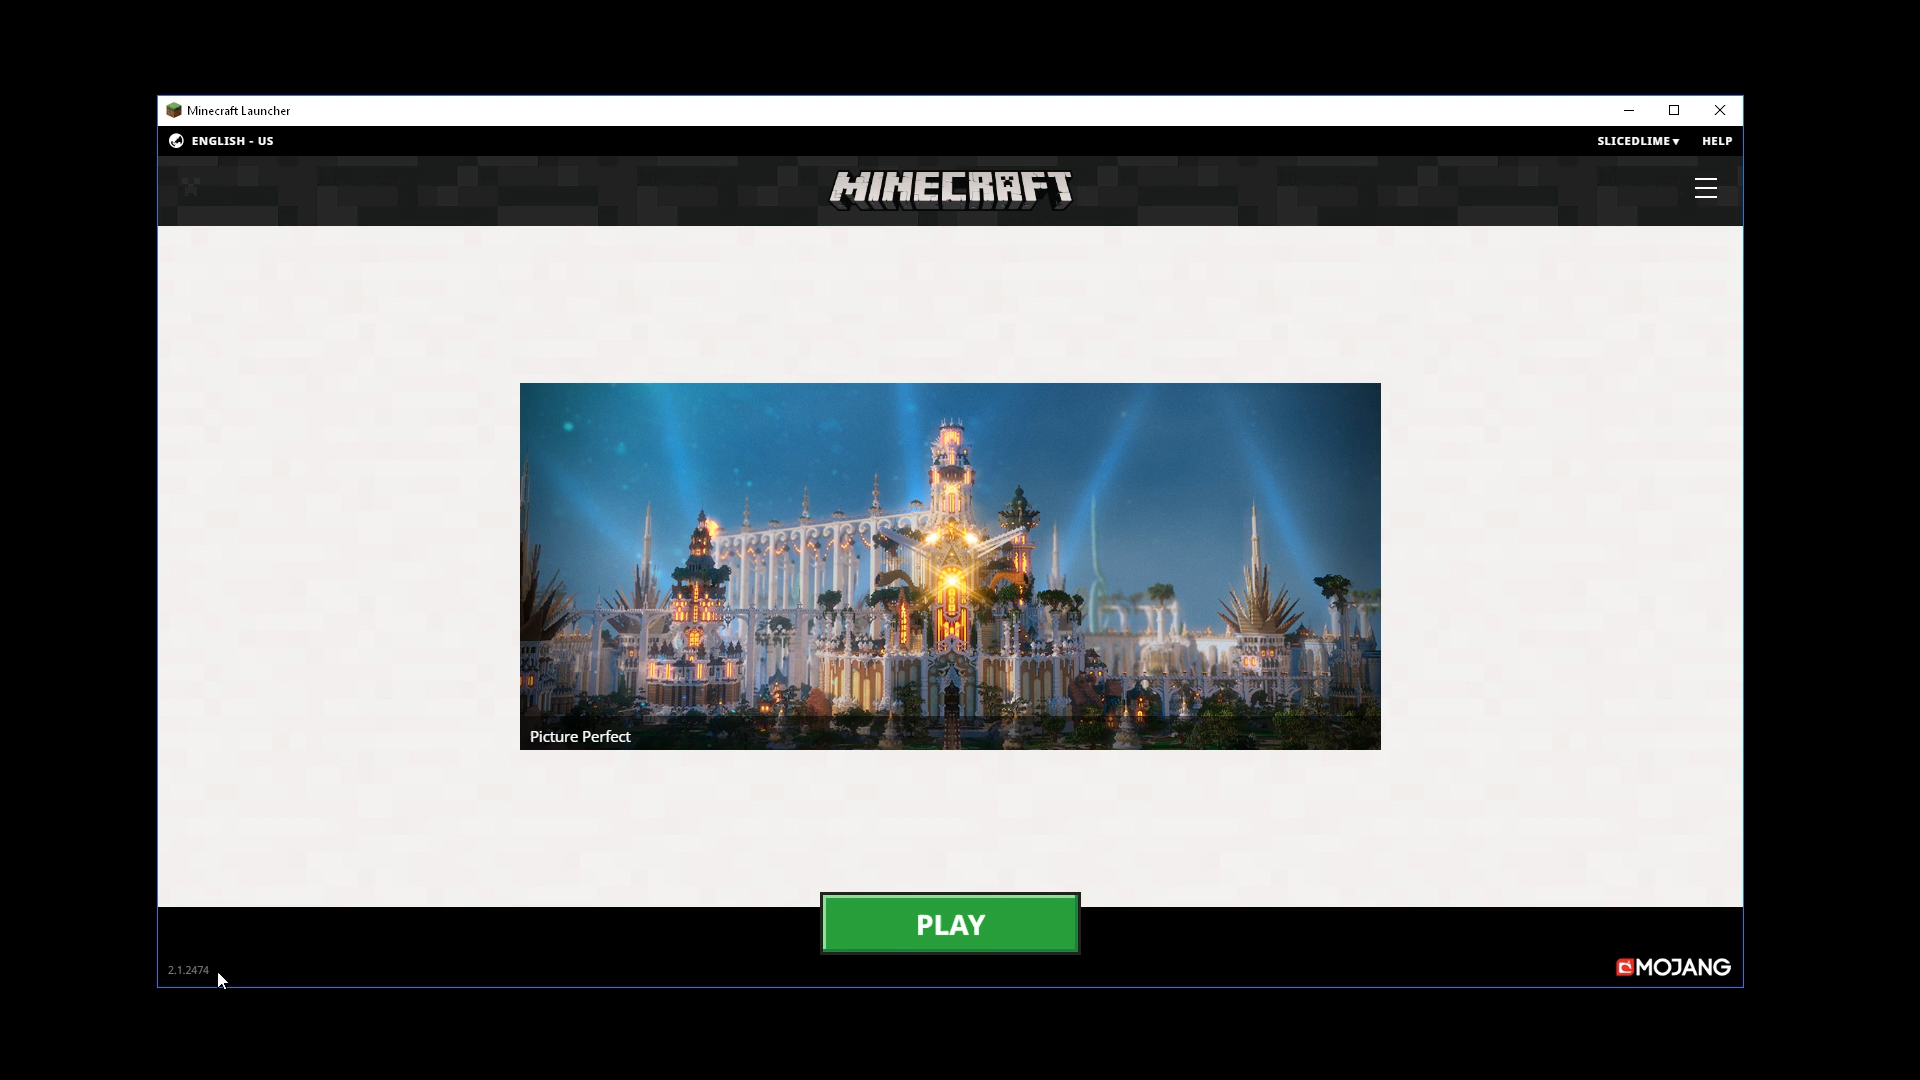 Minecraft Launcher
ENGLISH - US
SLICEDLIME▾ HELP
MINECRAFT
Picture Perfect
PLAY
2.1.2474
MOJANG